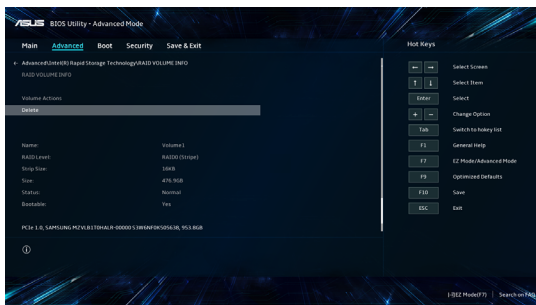 ASUS BIOS Utility - Advanced Mode
Main Advanced Boot Security Save & Exit
Hot Keys
← Advanced\Intel(R) Rapid Storage Technology\RAID VOLUME INFO
RAID VOLUME INFO
Volume Actions
Delete
Name: Volume1
RAID Level: RAID0 (Stripe)
Strip Size: 16KB
Size: 476.9GB
Status: Normal
Bootable: Yes
PCIe 1.0, SAMSUNG MZVLB1T0HALR-00000 S3W6NF0K505638, 953.8GB
← → Select Screen
↑ ↓ Select Item
Enter Select
+ - Change Option
Tab Switch to hokey list
F1 General Help
F7 EZ Mode/Advanced Mode
F9 Optimized Defaults
F10 Save
ESC Exit
EZ Mode(F7) | Search on FAQ